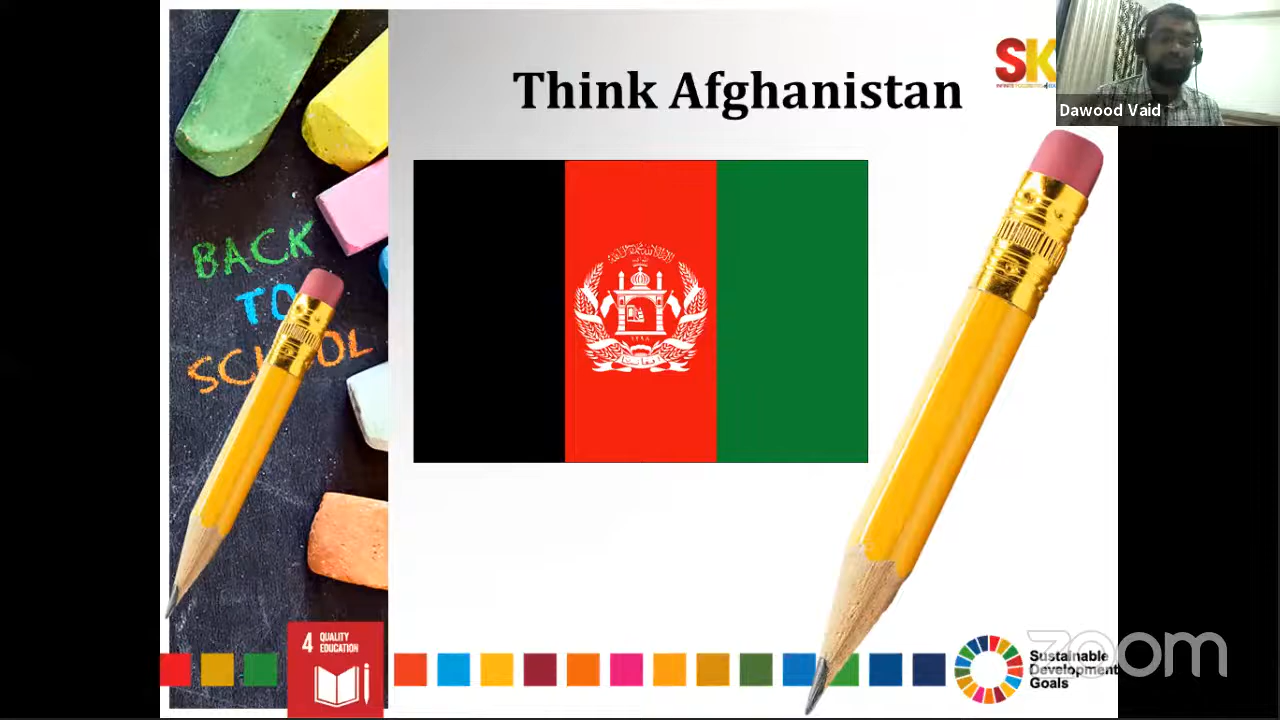 Think Afghanistan
SK
Dawood Vaid
BACK
TO
SCHOOL
4 QUALITY
EDUCATION
Sustainable
Development
Goals
zoom